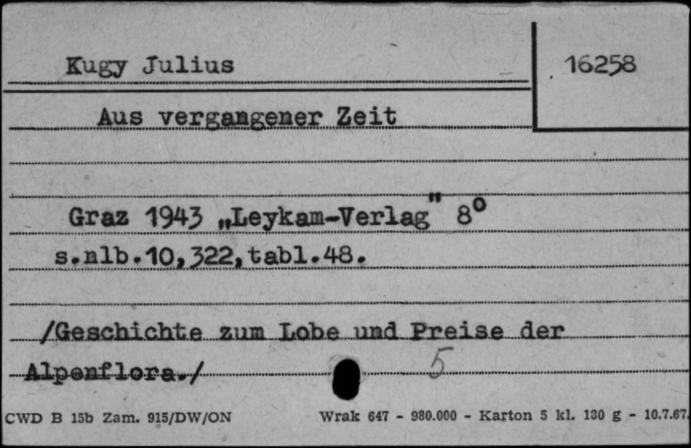 Kugy Julius
16258
Aus vergangener Zeit
Graz 1943 „Leykam-Verlag" 8°
s.nlb.10,322,tabl.48.
/Geschichte zum Lobe und Preise der
Alpenflora./
5
CWD B 15b Zam. 915/DW/ON Wrak 647 - 980.000 - Karton 5 kl. 130 g - 10.7.67.